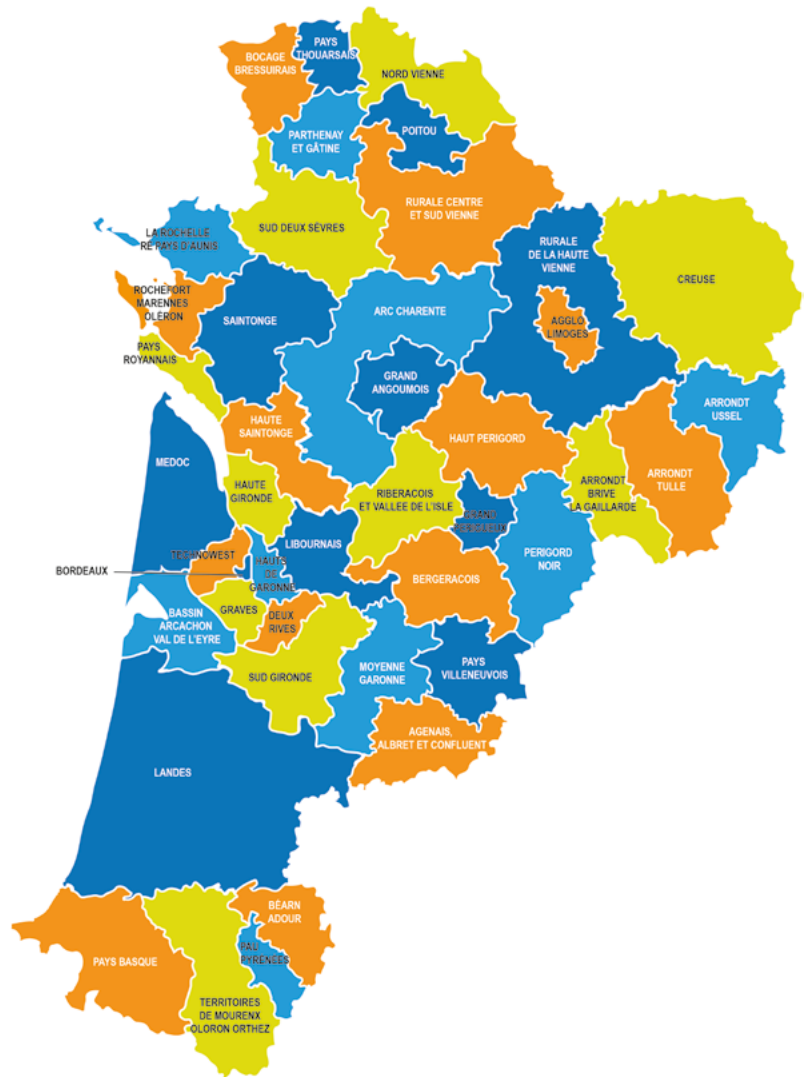 BOCAGE
BRESSUIRAIS
PAYS
THOUARSAIS
NORD VIENNE
PARTHENAY
ET GÂTINE
POITOU
RURALE CENTRE
ET SUD VIENNE
SUD DEUX SÈVRES
LA ROCHELLE
RE PAYS D'AUNIS
RURALE
DE LA HAUTE
VIENNE
CREUSE
ROCHEFORT
MARENNES
OLÉRON
SAINTONGE
ARC CHARENTE
AGGLO
LIMOGES
PAYS
ROYANNAIS
GRAND
ANGOUMOIS
ARRONDT
USSEL
HAUTE
SAINTONGE
HAUT PERIGORD
MEDOC
HAUTE
GIRONDE
RIBERACOIS
ET VALLEE DE L'ISLE
ARRONDT
BRIVE
LA GAILLARDE
ARRONDT
TULLE
GRAND
PERIGUEUX
TECHNOWEST
LIBOURNAIS
PERIGORD
NOIR
BORDEAUX
HAUTS
DE
GARONNE
BERGERACOIS
BASSIN
ARCACHON
VAL DE L'EYRE
GRAVES
DEUX
RIVES
SUD GIRONDE
MOYENNE
GARONNE
PAYS
VILLENEUVOIS
AGENAIS,
ALBRET ET CONFLUENT
LANDES
BÉARN
ADOUR
PAYS BASQUE
PAU
PYRENEES
TERRITOIRES
DE MOURENX
OLORON ORTHEZ